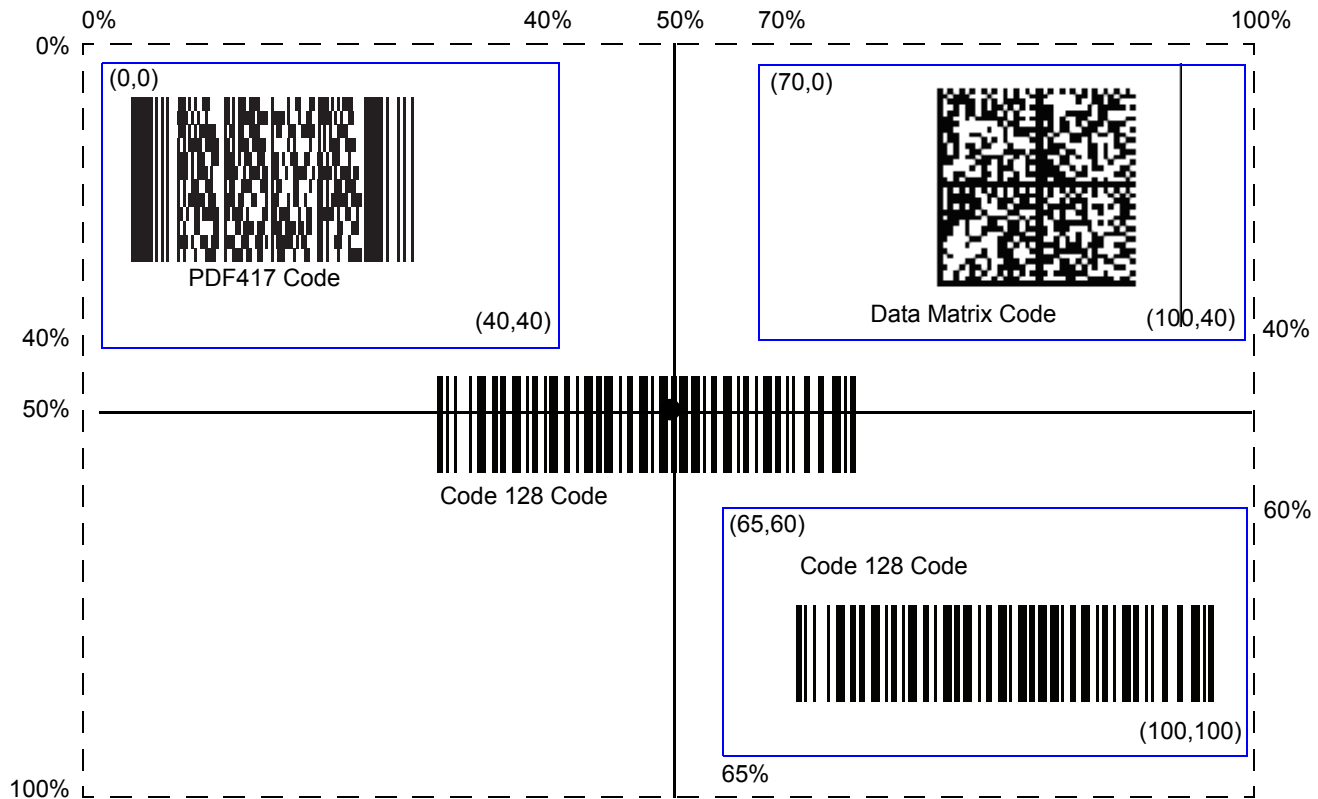 0% 40% 50% 70% 100%
0%
(0,0)
(70,0)
PDF417 Code
Data Matrix Code
(40,40)
(100,40)
40%
40%
50%
Code 128 Code
60%
(65,60)
Code 128 Code
(100,100)
65%
100%